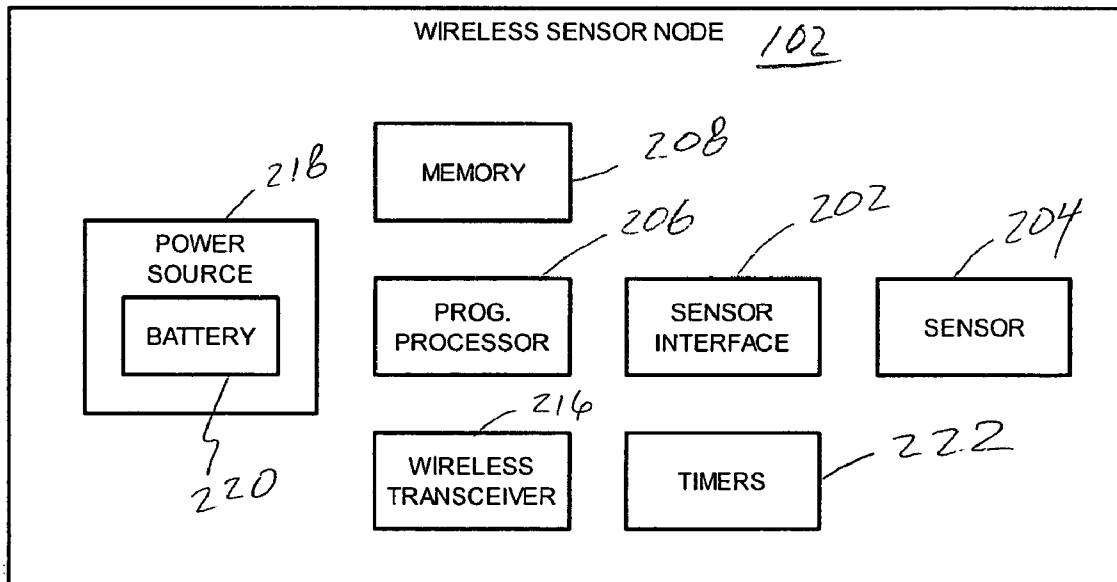 WIRELESS SENSOR NODE 102
MEMORY
208
218
POWER
SOURCE
BATTERY
220
206
PROG.
PROCESSOR
202
SENSOR
INTERFACE
204
SENSOR
216
WIRELESS
TRANSCEIVER
TIMERS
222